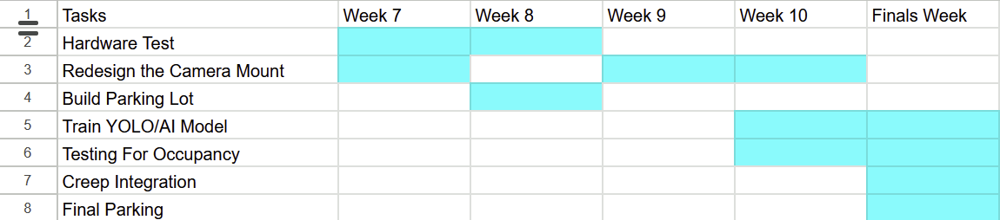 1 Tasks Week 7 Week 8 Week 9 Week 10 Finals Week
2 Hardware Test
3 Redesign the Camera Mount
4 Build Parking Lot
5 Train YOLO/AI Model
6 Testing For Occupancy
7 Creep Integration
8 Final Parking